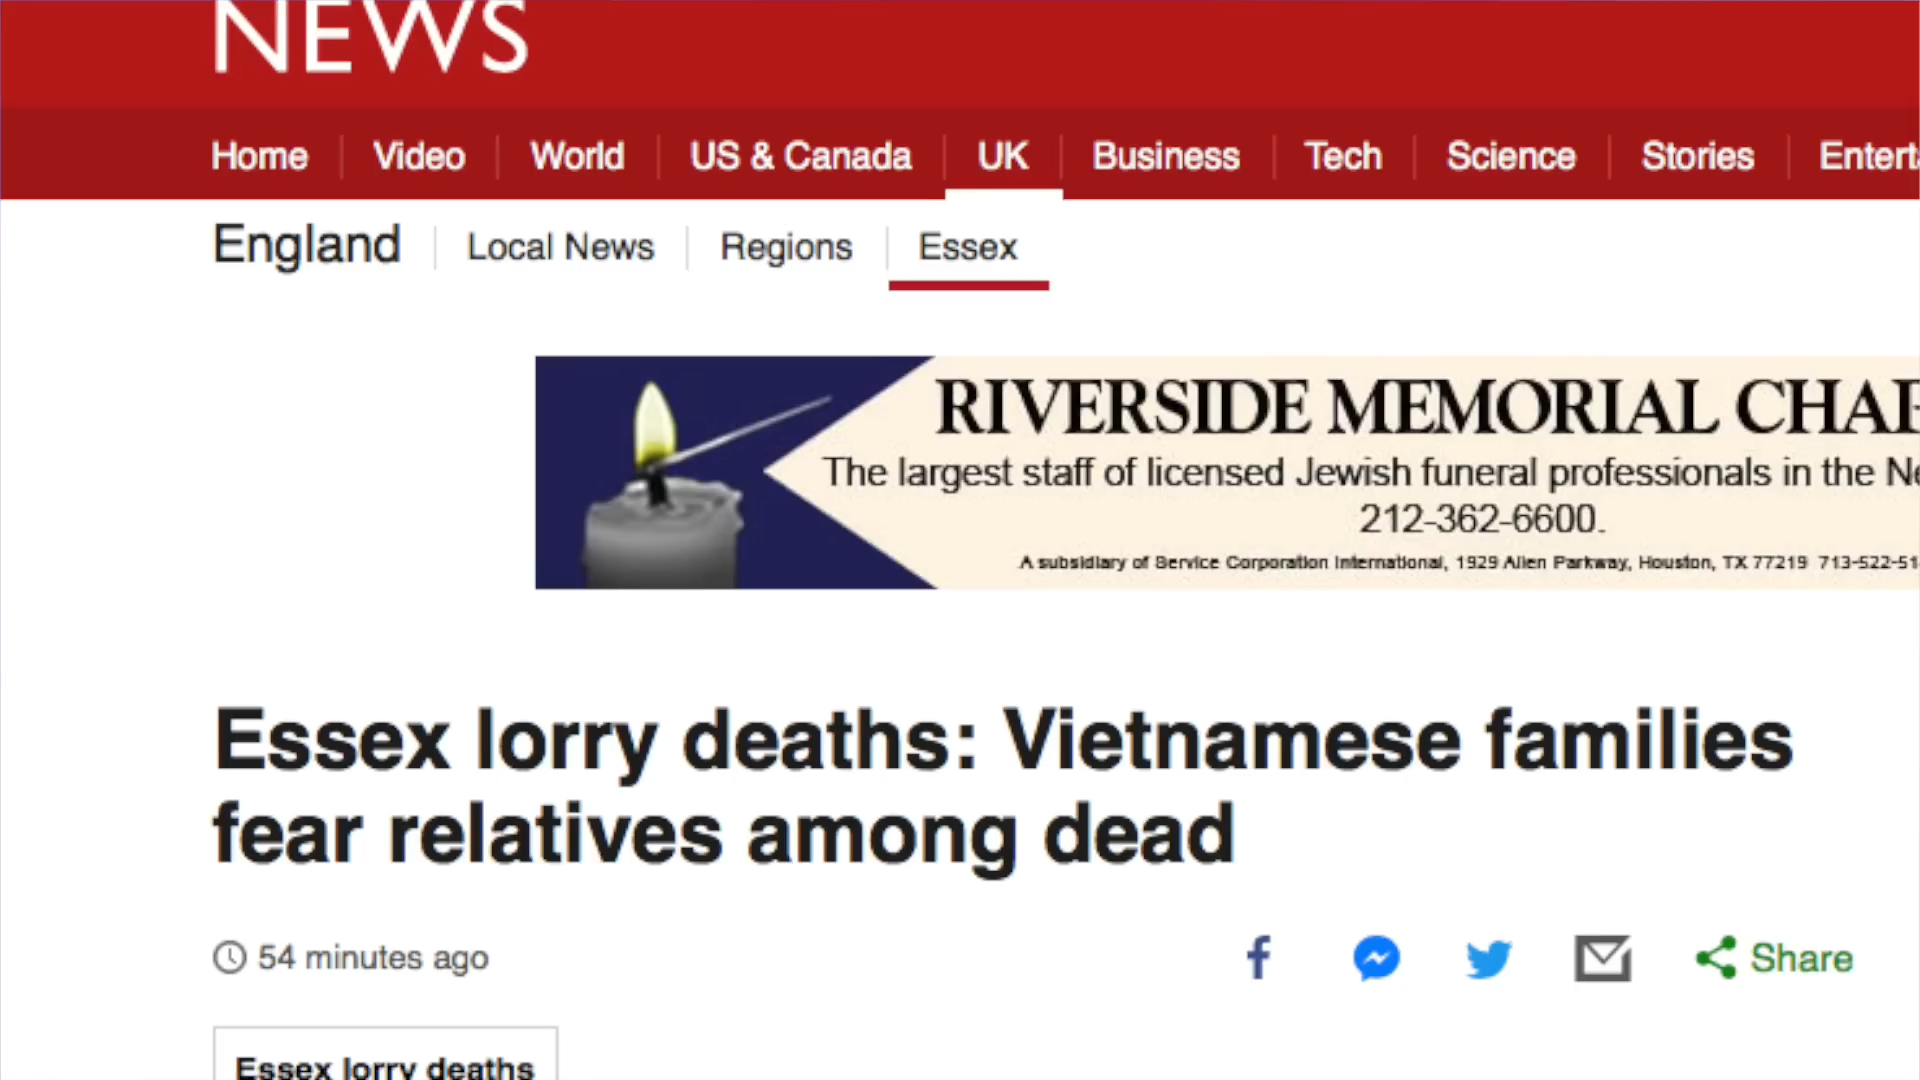 NEWS
Home Video World US & Canada UK Business Tech Science Stories
England Local News Regions Essex
RIVERSIDE MEMORIAL
The largest staff of licensed Jewish funeral professionals in the
212-362-6600.
A subsidiary of Service Corporation International, 1929 Allen Parkway, Houston, TX 77219 713-522-51
Essex lorry deaths: Vietnamese families
fear relatives among dead
54 minutes ago
Share
Essex lorry deaths